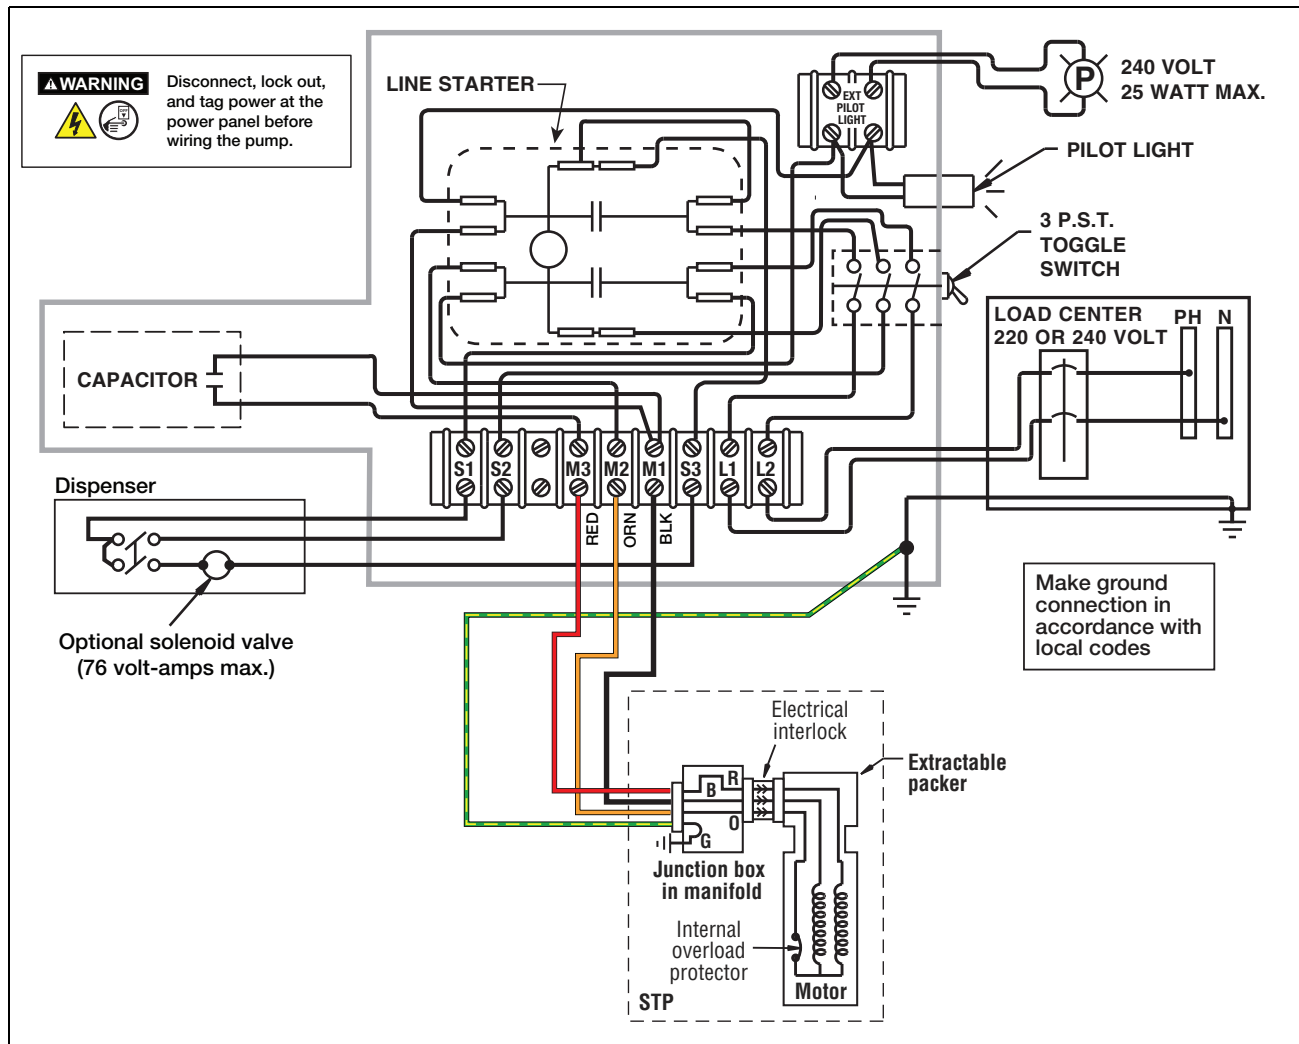 WARNING
Disconnect, lock out,
and tag power at the
power panel before
wiring the pump.
OFF
LINE STARTER
EXT
PILOT
LIGHT
P
240 VOLT
25 WATT MAX.
PILOT LIGHT
3 P.S.T.
TOGGLE
SWITCH
LOAD CENTER
220 OR 240 VOLT
PH
N
CAPACITOR
S1
S2
M3
M2
M1
S3
L1
L2
RED
ORN
BLK
Dispenser
Optional solenoid valve
(76 volt-amps max.)
Make ground
connection in
accordance with
local codes
Electrical
interlock
Extractable
packer
R
B
O
G
Junction box
in manifold
Internal
overload
protector
Motor
STP